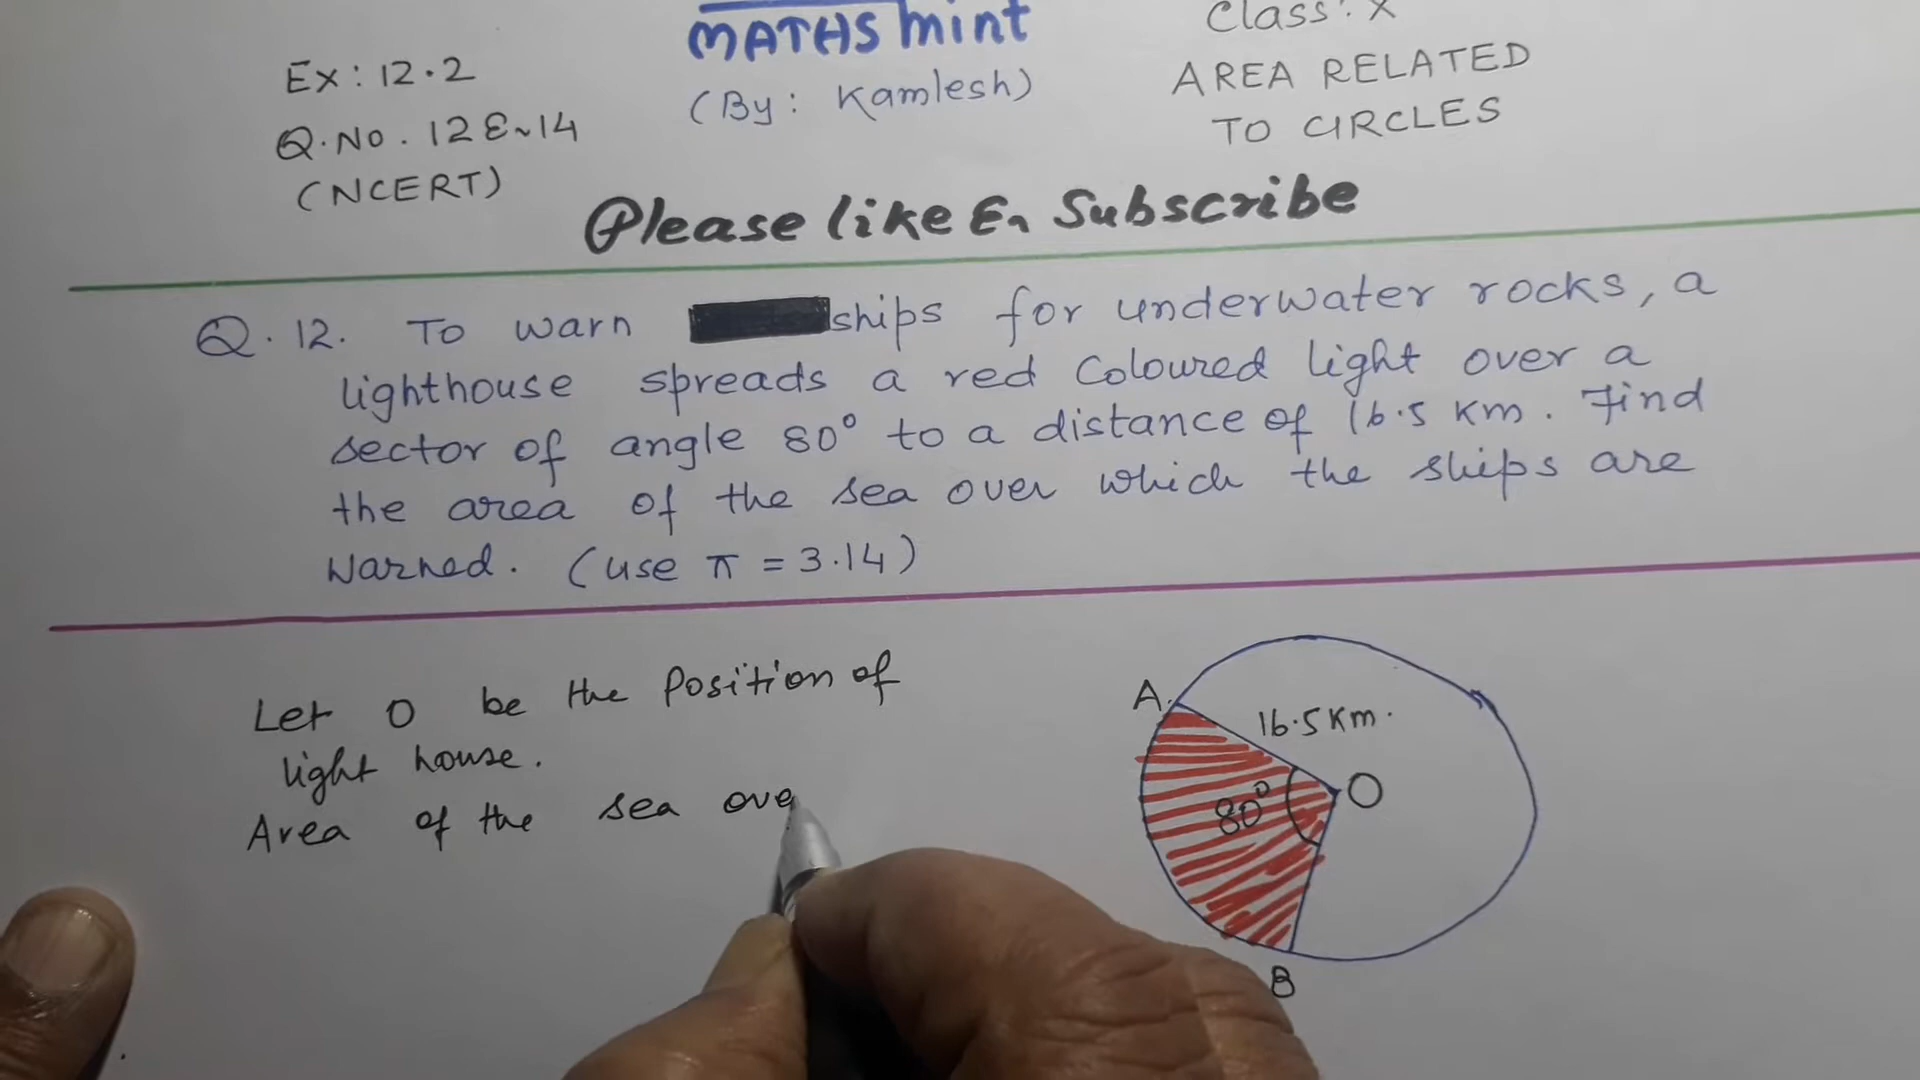 Ex: 12.2
Q.No. 12 & 14
(NCERT)
MATHS mint
(By: Kamlesh)
Class: X
AREA RELATED
TO CIRCLES
Please like & Subscribe
Q. 12. To warn ships for underwater rocks, a
lighthouse spreads a red coloured light over a
sector of angle 80° to a distance of 16.5 km. Find
the area of the sea over which the ships are
warned. (use π = 3.14)
Let O be the Position of
light house.
Area of the sea ove
A
16.5 Km.
80°
O
B